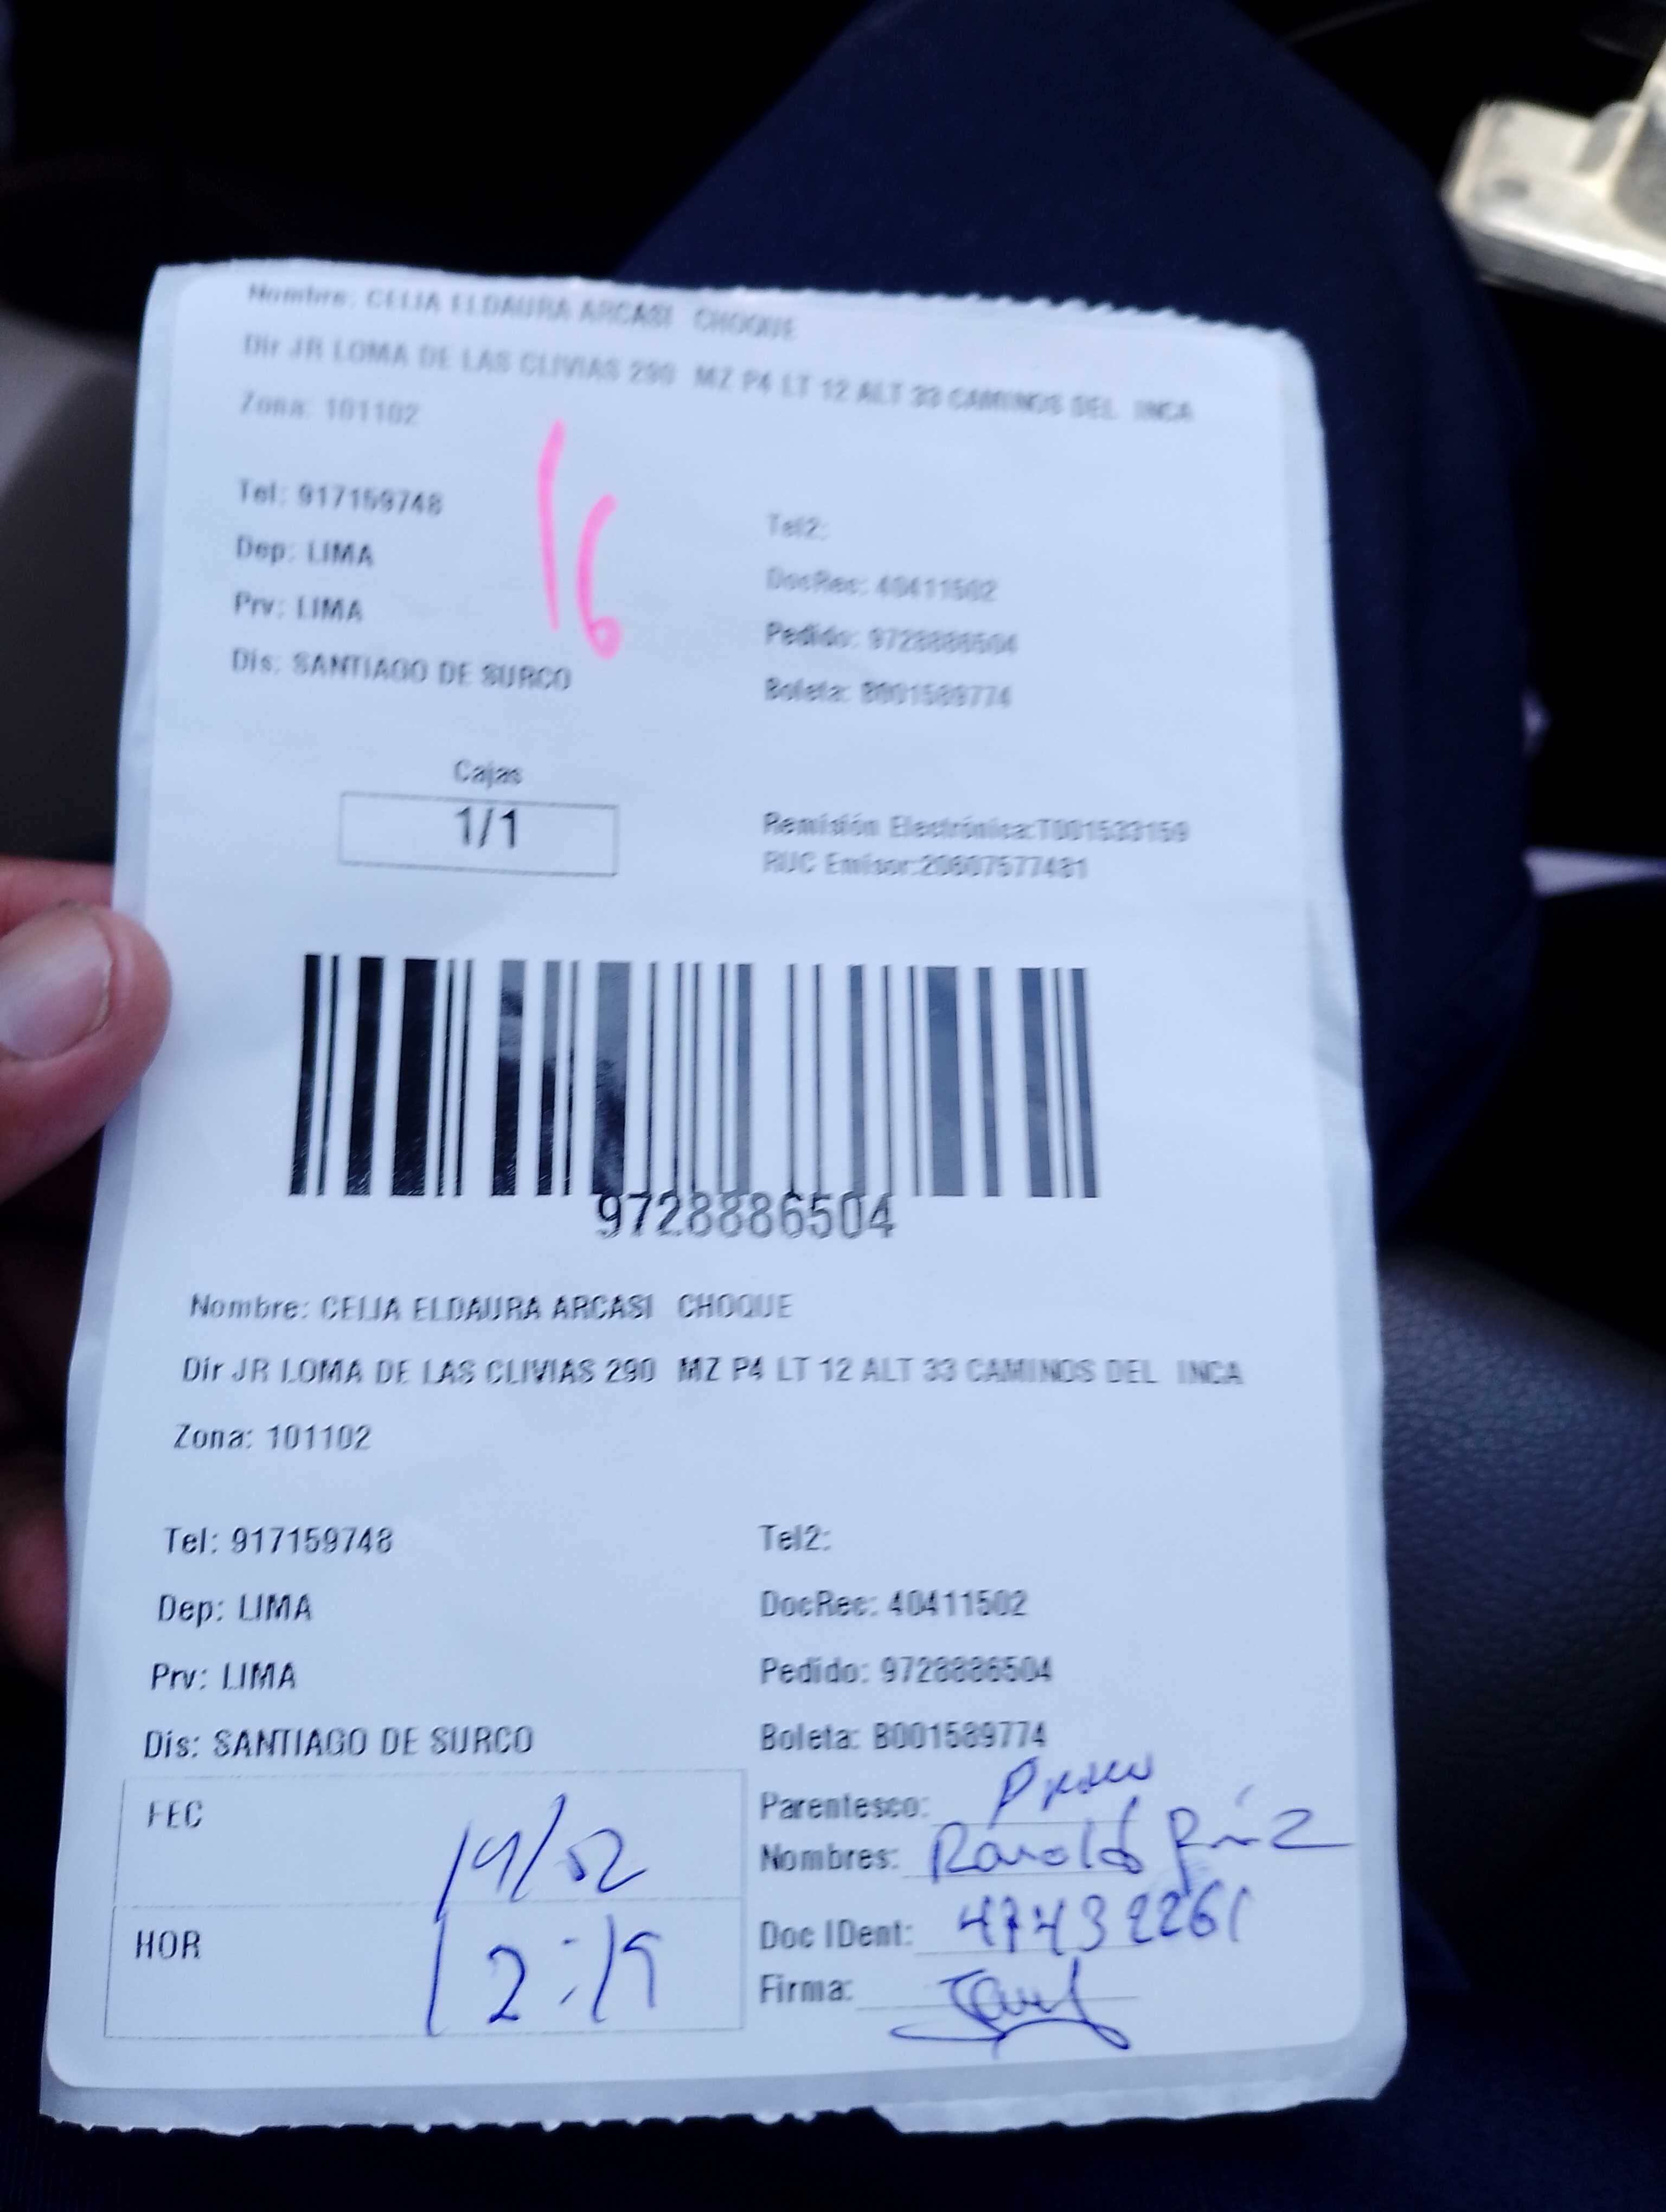 Nombre: CELIA ELDAURA ARCASI CHOQUE
Dir JR LOMA DE LAS CLIVIAS 290 MZ P4 LT 12 ALT 33 CAMINOS DEL INCA
Zona: 101102
16
Tel: 917159748
Tel2:
Dep: LIMA
DocRec: 40411502
Prv: LIMA
Pedido: 9728886504
Dis: SANTIAGO DE SURCO
Boleta: B001589774
Cajas
1/1
Remisión Electrónica:T001533159
RUC Emisor:20607577481
9728886504
Nombre: CELIA ELDAURA ARCASI CHOQUE
Dir JR LOMA DE LAS CLIVIAS 290 MZ P4 LT 12 ALT 33 CAMINOS DEL INCA
Zona: 101102
Tel: 917159748
Tel2:
Dep: LIMA
DocRec: 40411502
Prv: LIMA
Pedido: 9728886504
Dis: SANTIAGO DE SURCO
Boleta: B001589774
FEC 19/02
Parentesco:
Nombres:
HOR 12:19
Doc IDent:
Firma: